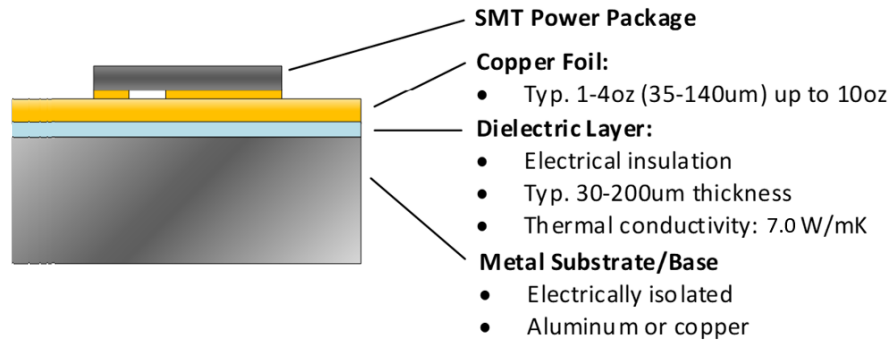 SMT Power Package
Copper Foil:
• Typ. 1-4oz (35-140um) up to 10oz
Dielectric Layer:
• Electrical insulation
• Typ. 30-200um thickness
• Thermal conductivity: 7.0 W/mK
Metal Substrate/Base
• Electrically isolated
• Aluminum or copper